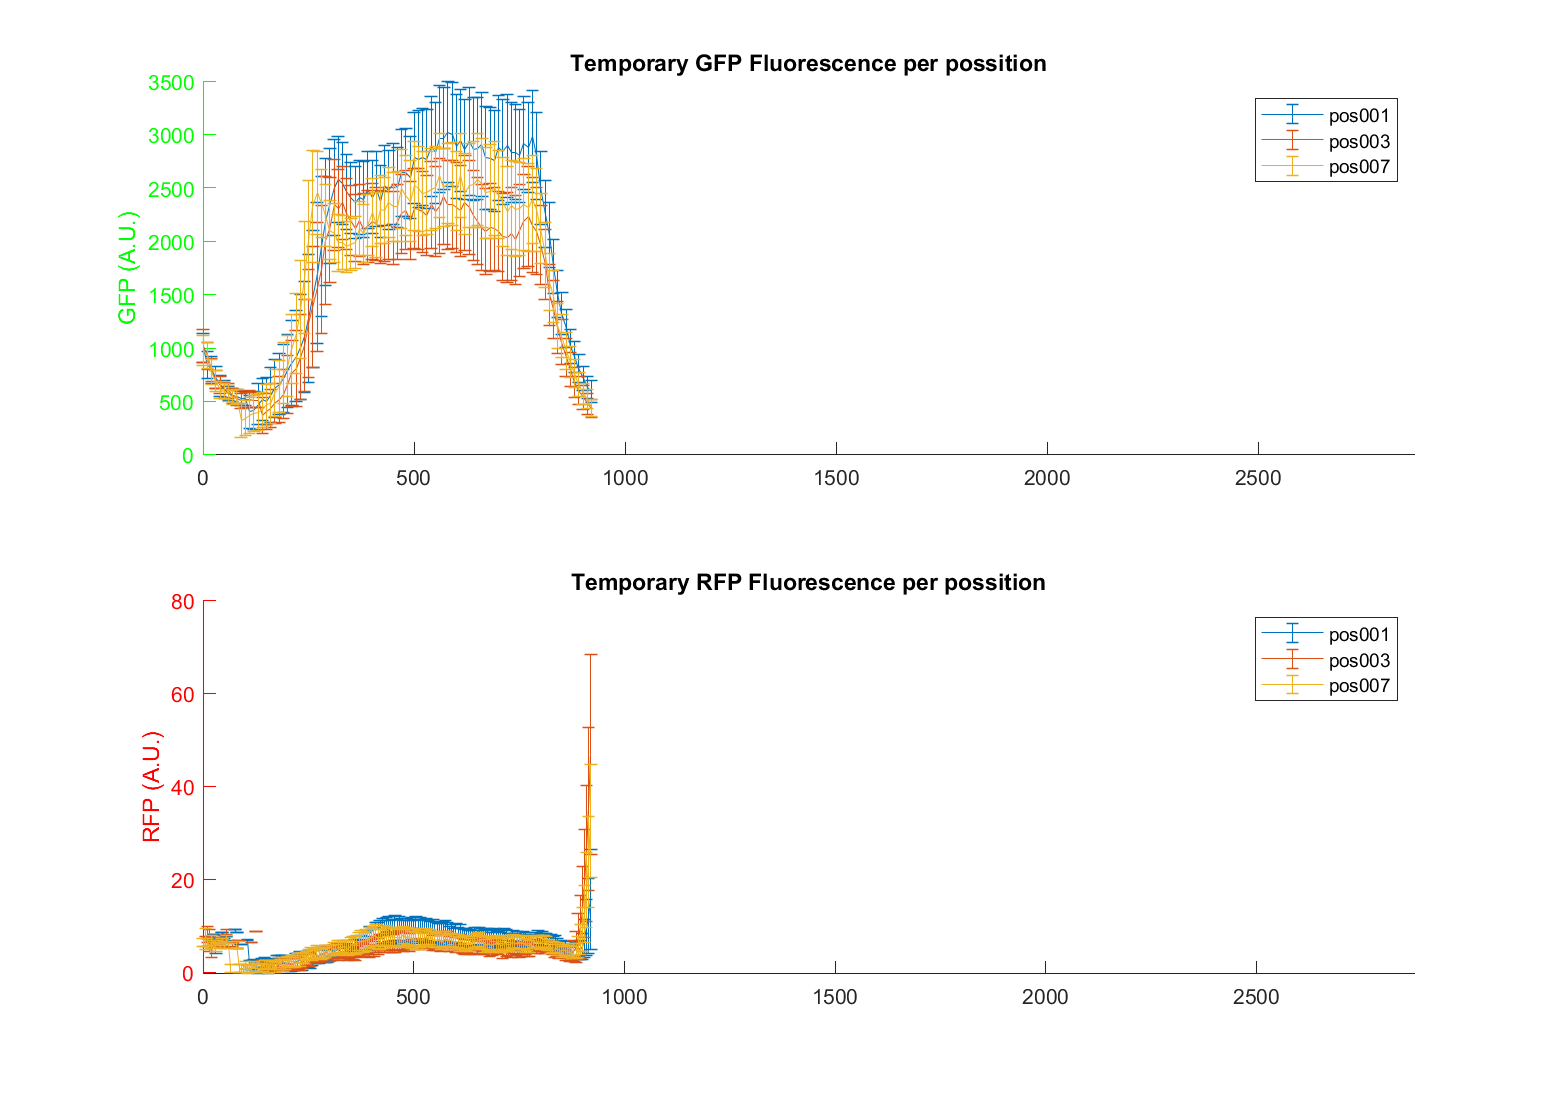 Temporary GFP Fluorescence per possition
3500
3000
2500
2000
1500
1000
500
0
GFP (A.U.)
0 500 1000 1500 2000 2500
pos001
pos003
pos007
Temporary RFP Fluorescence per possition
80
60
40
20
0
RFP (A.U.)
0 500 1000 1500 2000 2500
pos001
pos003
pos007